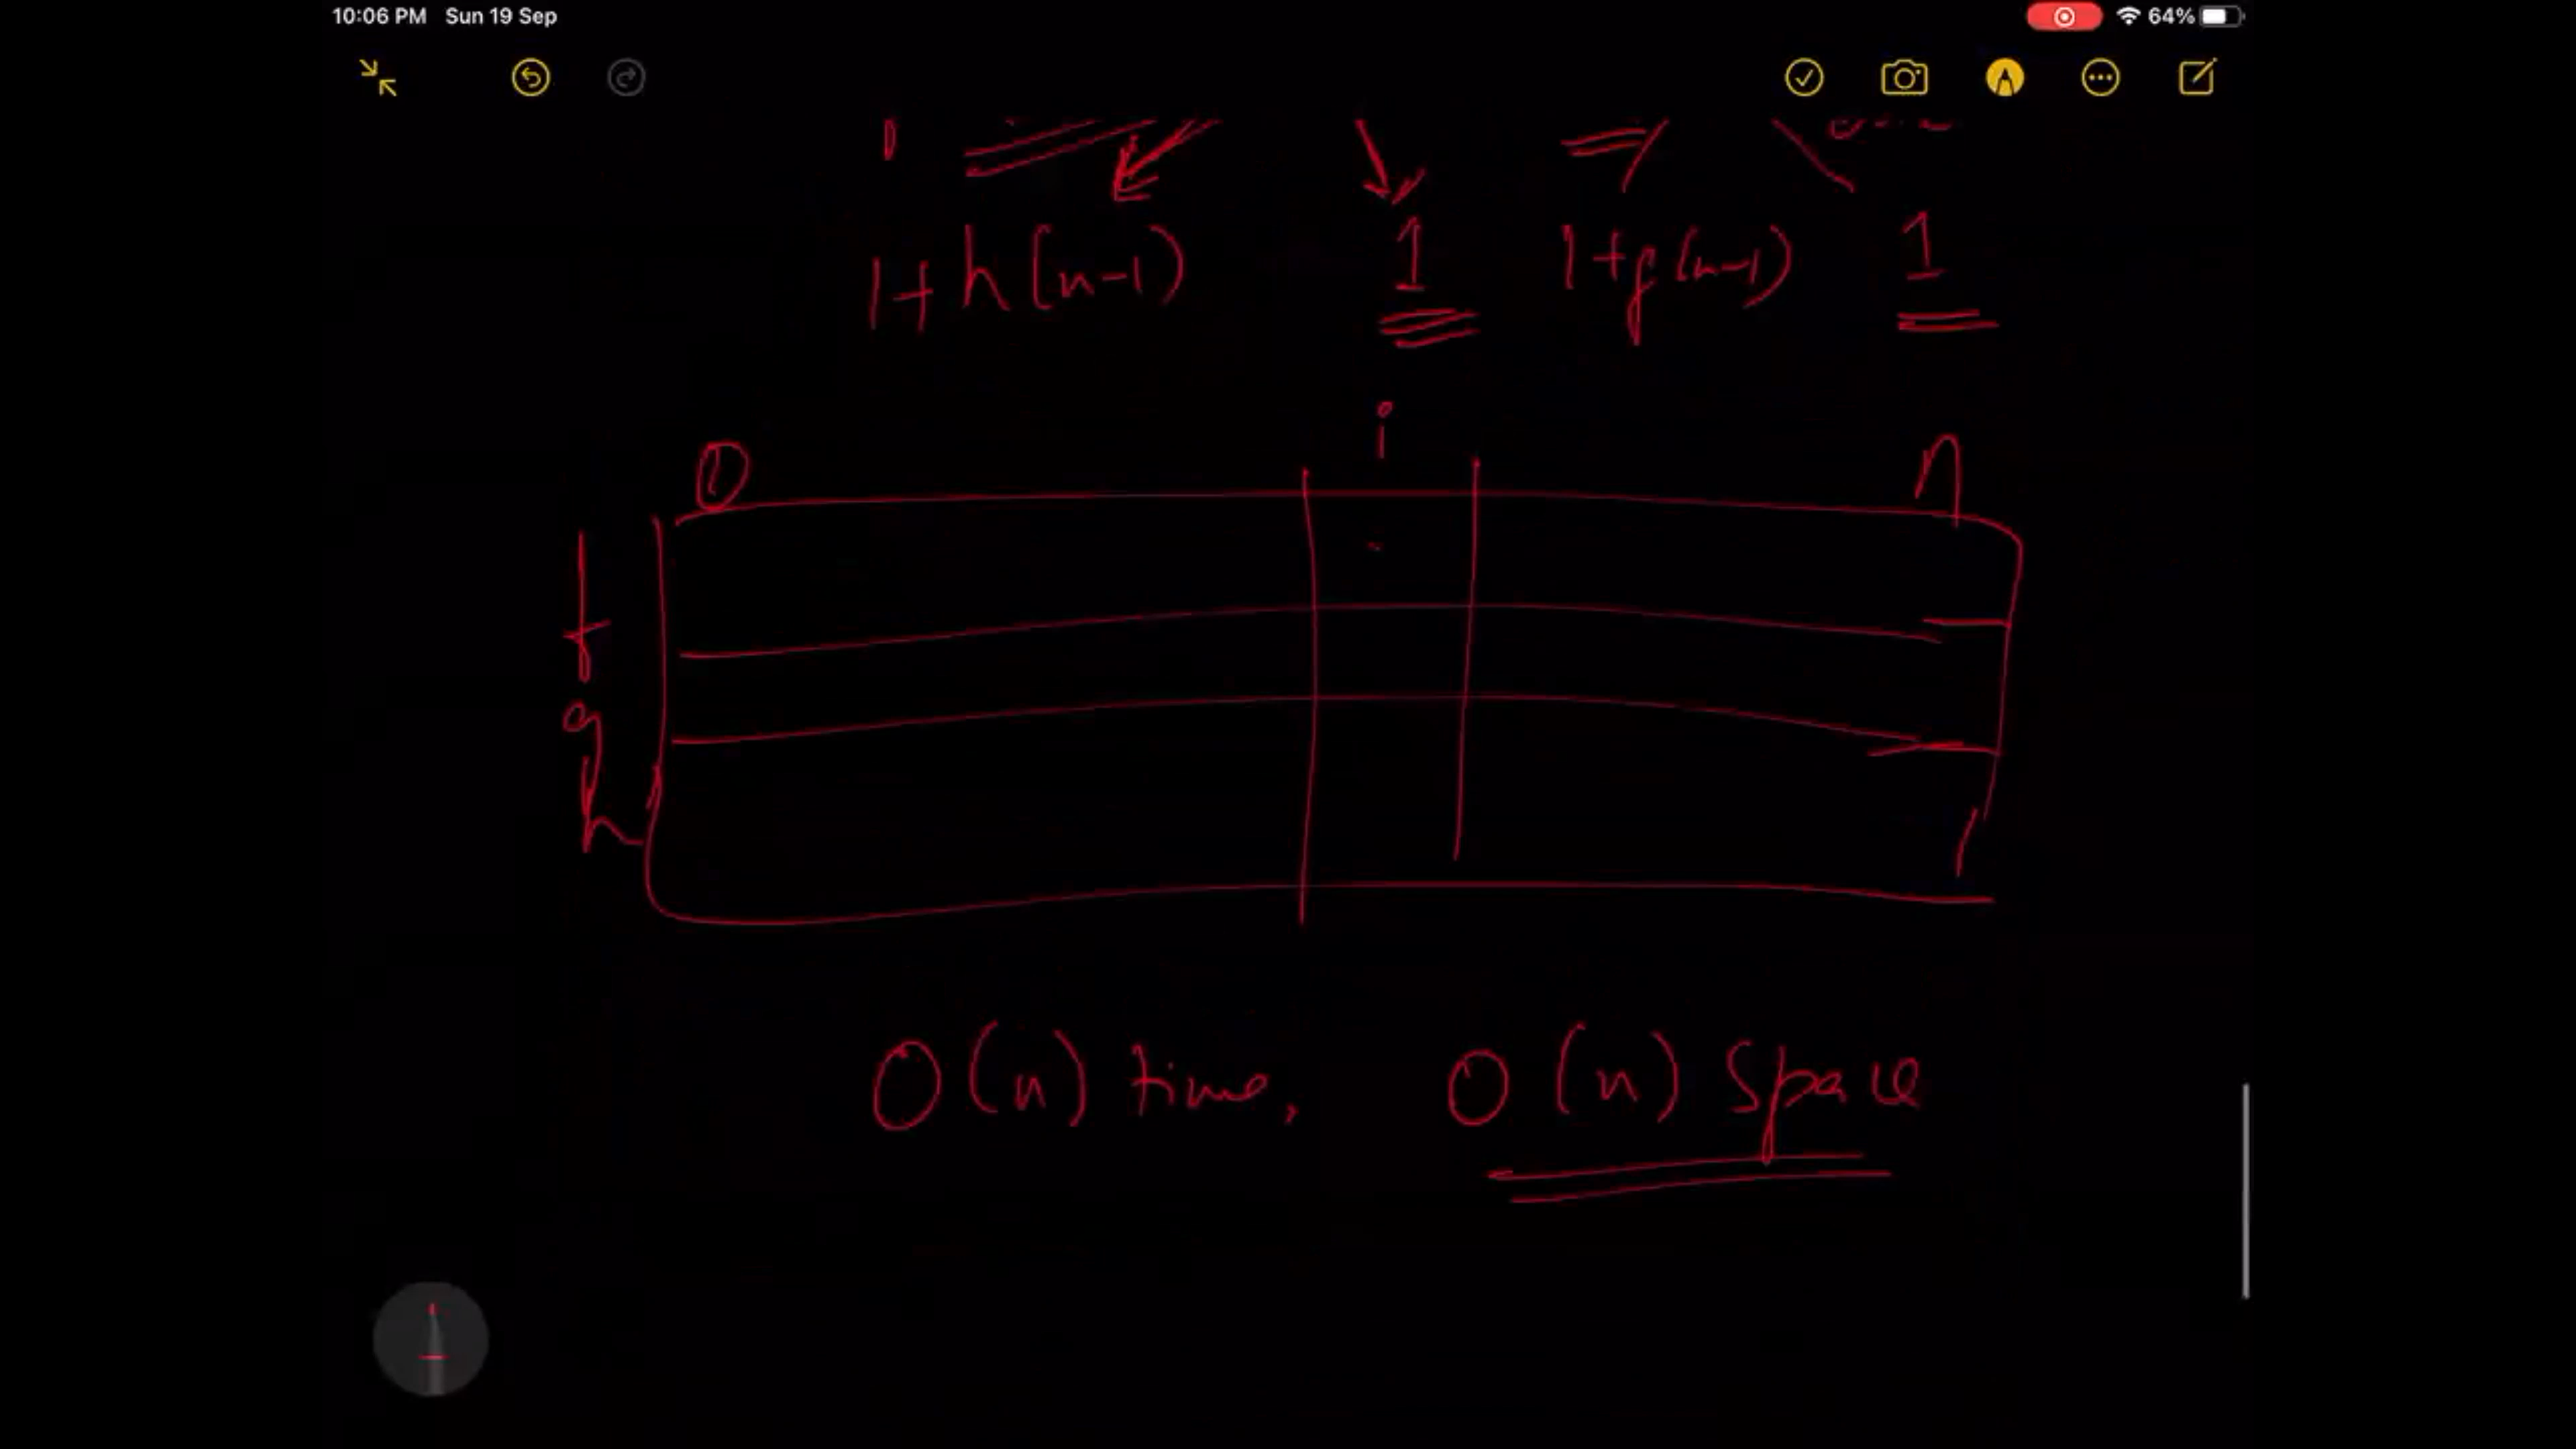 10:06 PM Sun 19 Sep 64%
1+h(n-1) 1 1+g(n-1) 1
i
0 n
f
g
h
O(n) time, O(n) space